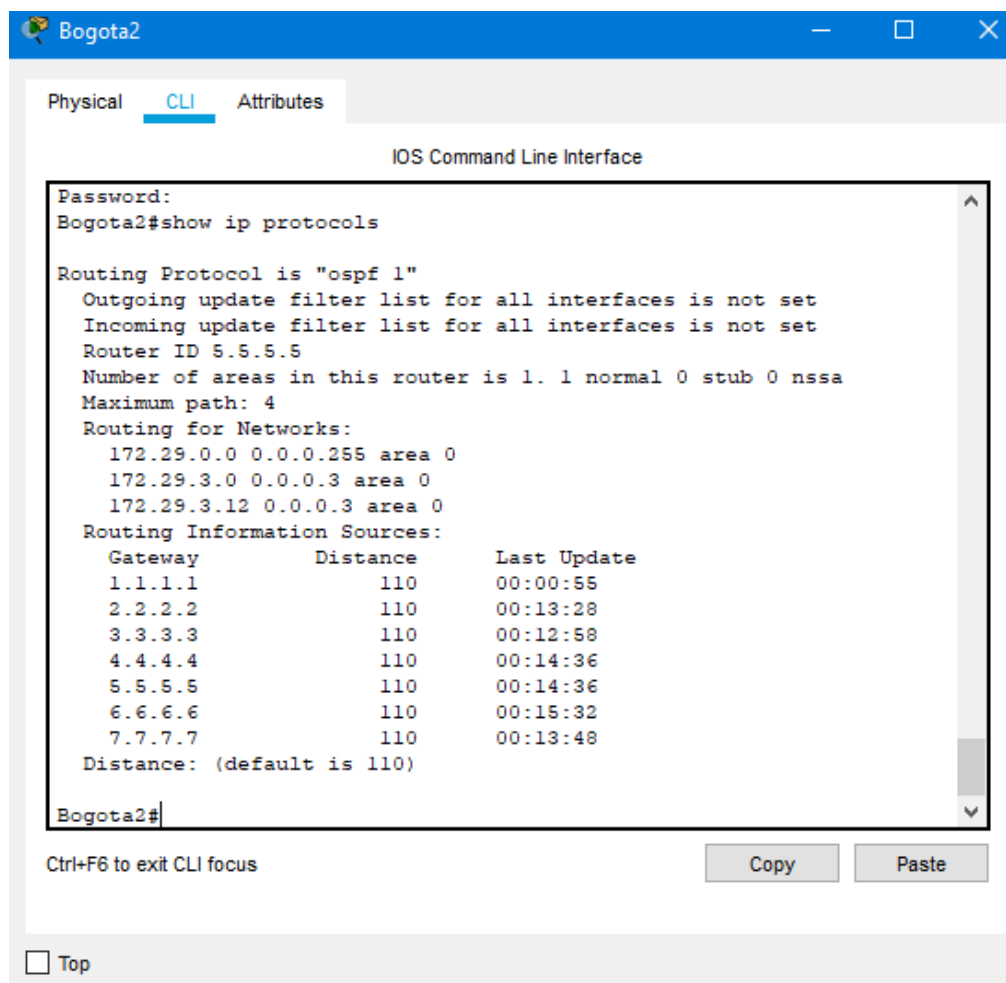 Bogota2
Physical CLI Attributes
IOS Command Line Interface
Password:
Bogota2#show ip protocols
Routing Protocol is "ospf 1"
Outgoing update filter list for all interfaces is not set
Incoming update filter list for all interfaces is not set
Router ID 5.5.5.5
Number of areas in this router is 1. 1 normal 0 stub 0 nssa
Maximum path: 4
Routing for Networks:
172.29.0.0 0.0.0.255 area 0
172.29.3.0 0.0.0.3 area 0
172.29.3.12 0.0.0.3 area 0
Routing Information Sources:
Gateway Distance Last Update
1.1.1.1 110 00:00:55
2.2.2.2 110 00:13:28
3.3.3.3 110 00:12:58
4.4.4.4 110 00:14:36
5.5.5.5 110 00:14:36
6.6.6.6 110 00:15:32
7.7.7.7 110 00:13:48
Distance: (default is 110)
Bogota2#
Ctrl+F6 to exit CLI focus Copy Paste
Top